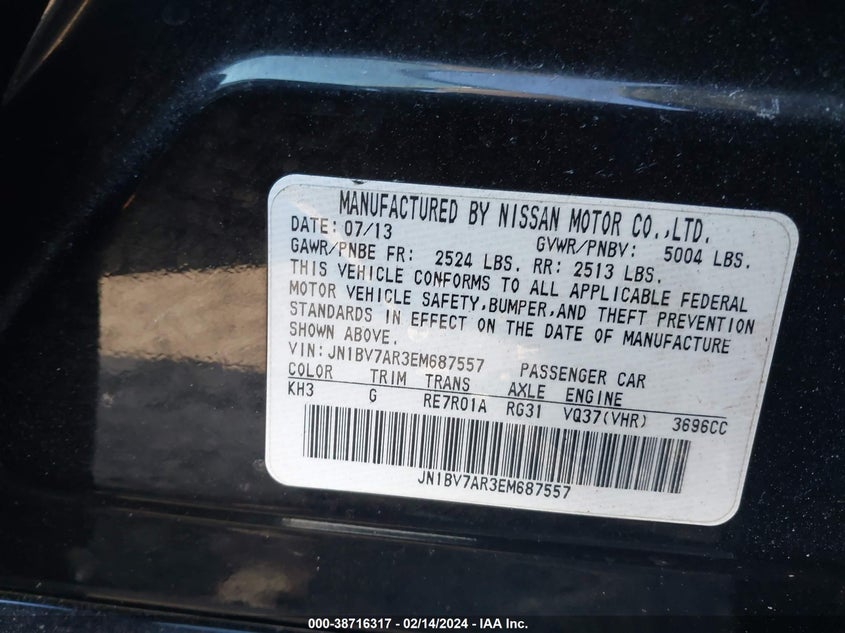 MANUFACTURED BY NISSAN MOTOR CO.,LTD.
DATE: 07/13 GVWR/PNBV: 5004 LBS.
GAWR/PNBE FR: 2524 LBS. RR: 2513 LBS.
THIS VEHICLE CONFORMS TO ALL APPLICABLE FEDERAL
MOTOR VEHICLE SAFETY,BUMPER,AND THEFT PREVENTION
STANDARDS IN EFFECT ON THE DATE OF MANUFACTURE
SHOWN ABOVE.
VIN: JN1BV7AR3EM687557 PASSENGER CAR
COLOR TRIM TRANS AXLE ENGINE
KH3 G RE7R01A RG31 VQ37(VHR) 3696CC
JN1BV7AR3EM687557
000-38716317 - 02/14/2024 - IAA Inc.